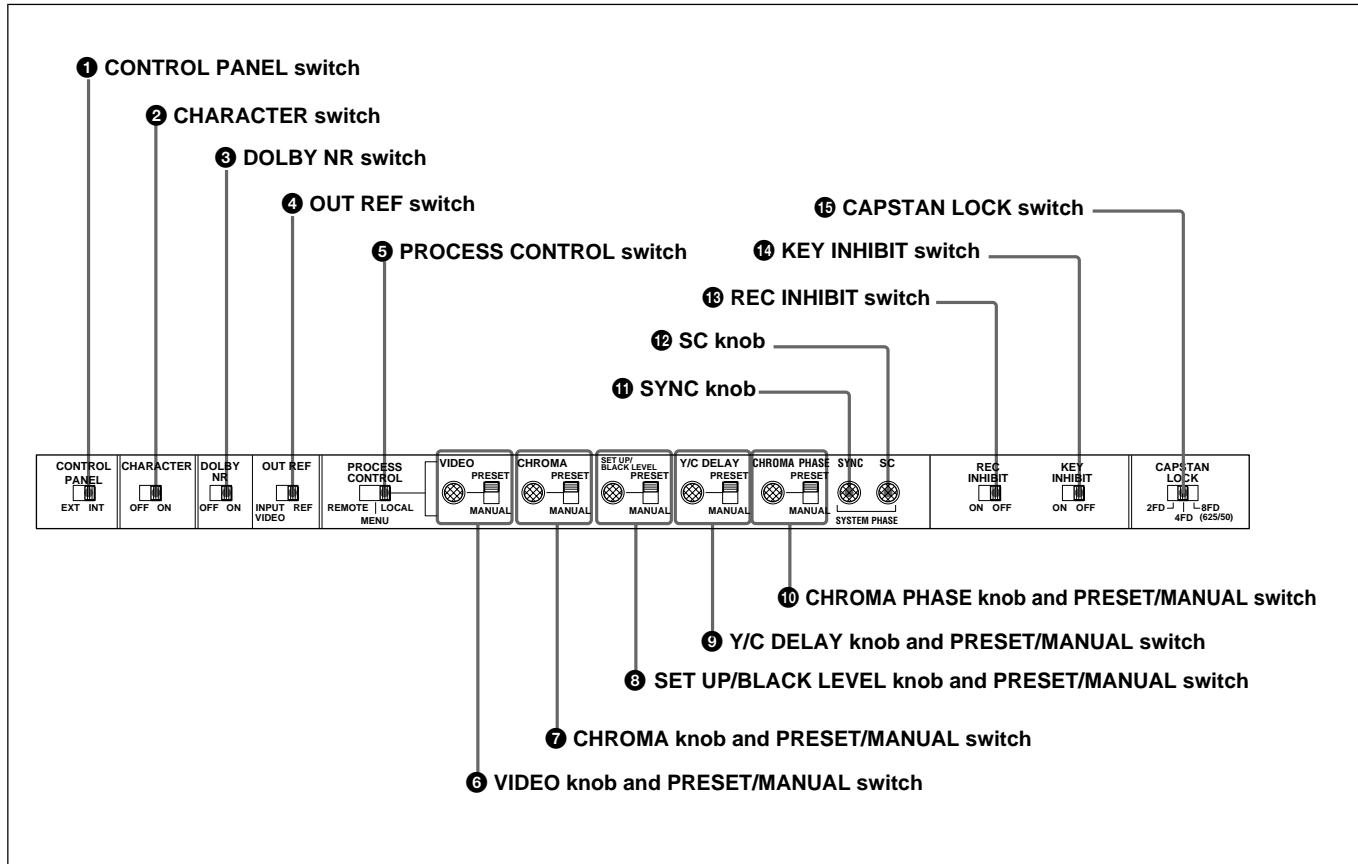 ❶ CONTROL PANEL switch
❷ CHARACTER switch
❸ DOLBY NR switch
❹ OUT REF switch
❺ PROCESS CONTROL switch
⓯ CAPSTAN LOCK switch
⓮ KEY INHIBIT switch
⓭ REC INHIBIT switch
⓬ SC knob
⓫ SYNC knob
CONTROL
PANEL
EXT INT
CHARACTER
OFF ON
DOLBY
NR
OFF ON
OUT REF
INPUT REF
VIDEO
PROCESS
CONTROL
REMOTE LOCAL
MENU
VIDEO
PRESET
MANUAL
CHROMA
PRESET
MANUAL
SET UP/
BLACK LEVEL
PRESET
MANUAL
Y/C DELAY
PRESET
MANUAL
CHROMA PHASE
PRESET
MANUAL
SYNC SC
SYSTEM PHASE
REC
INHIBIT
ON OFF
KEY
INHIBIT
ON OFF
CAPSTAN
LOCK
2FD 8FD
4FD (625/50)
❿ CHROMA PHASE knob and PRESET/MANUAL switch
❾ Y/C DELAY knob and PRESET/MANUAL switch
❽ SET UP/BLACK LEVEL knob and PRESET/MANUAL switch
❼ CHROMA knob and PRESET/MANUAL switch
❻ VIDEO knob and PRESET/MANUAL switch